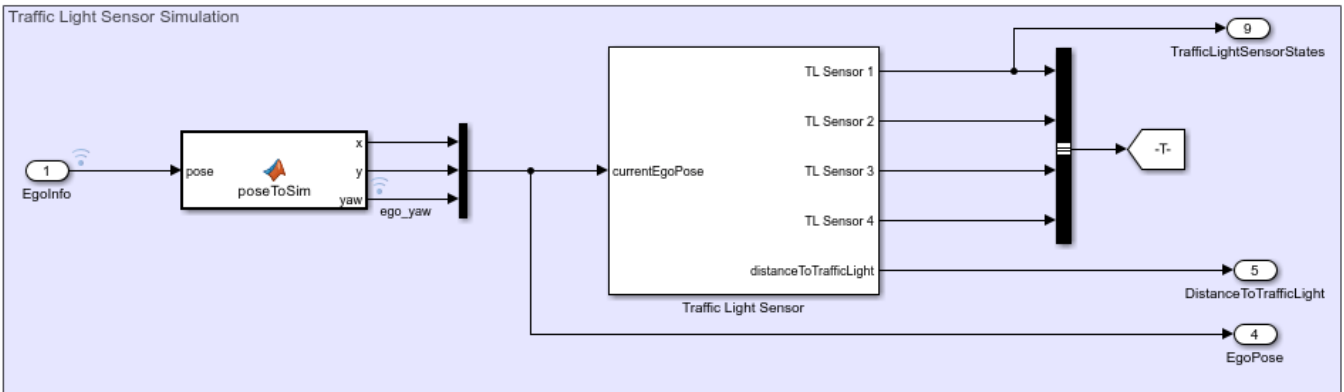 Traffic Light Sensor Simulation
9
TrafficLightSensorStates
TL Sensor 1
TL Sensor 2
x
1
EgoInfo
pose
poseToSim
y
yaw
ego_yaw
currentEgoPose
TL Sensor 3
-T-
TL Sensor 4
distanceToTrafficLight
5
DistanceToTrafficLight
Traffic Light Sensor
4
EgoPose